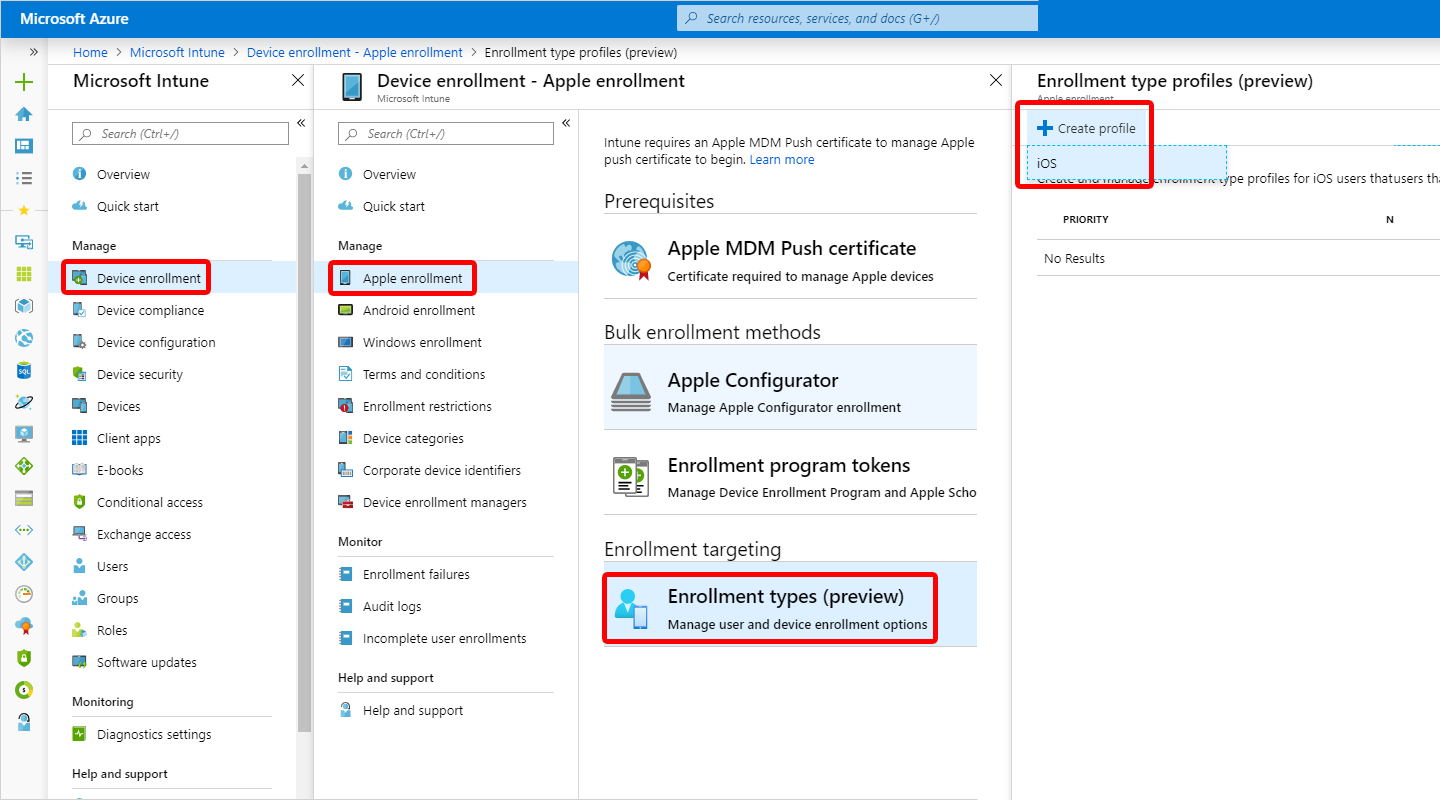 Microsoft Azure
Search resources, services, and docs (G+/)
Home > Microsoft Intune > Device enrollment - Apple enrollment > Enrollment type profiles (preview)
Microsoft Intune
Search (Ctrl+/)
Overview
Quick start
Manage
Device enrollment
Device compliance
Device configuration
Device security
Devices
Client apps
E-books
Conditional access
Exchange access
Users
Groups
Roles
Software updates
Monitoring
Diagnostics settings
Help and support
Device enrollment - Apple enrollment
Microsoft Intune
Search (Ctrl+/)
Overview
Quick start
Manage
Apple enrollment
Android enrollment
Windows enrollment
Terms and conditions
Enrollment restrictions
Device categories
Corporate device identifiers
Device enrollment managers
Monitor
Enrollment failures
Audit logs
Incomplete user enrollments
Help and support
Help and support
Intune requires an Apple MDM Push certificate to manage Apple
push certificate to begin. Learn more
Prerequisites
Apple MDM Push certificate
Certificate required to manage Apple devices
Bulk enrollment methods
Apple Configurator
Manage Apple Configurator enrollment
Enrollment program tokens
Manage Device Enrollment Program and Apple Scho
Enrollment targeting
Enrollment types (preview)
Manage user and device enrollment options
Enrollment type profiles (preview)
Apple enrollment
Create profile
iOS
Create and manage enrollment type profiles for iOS users thatusers tha
PRIORITY N
No Results
SQL